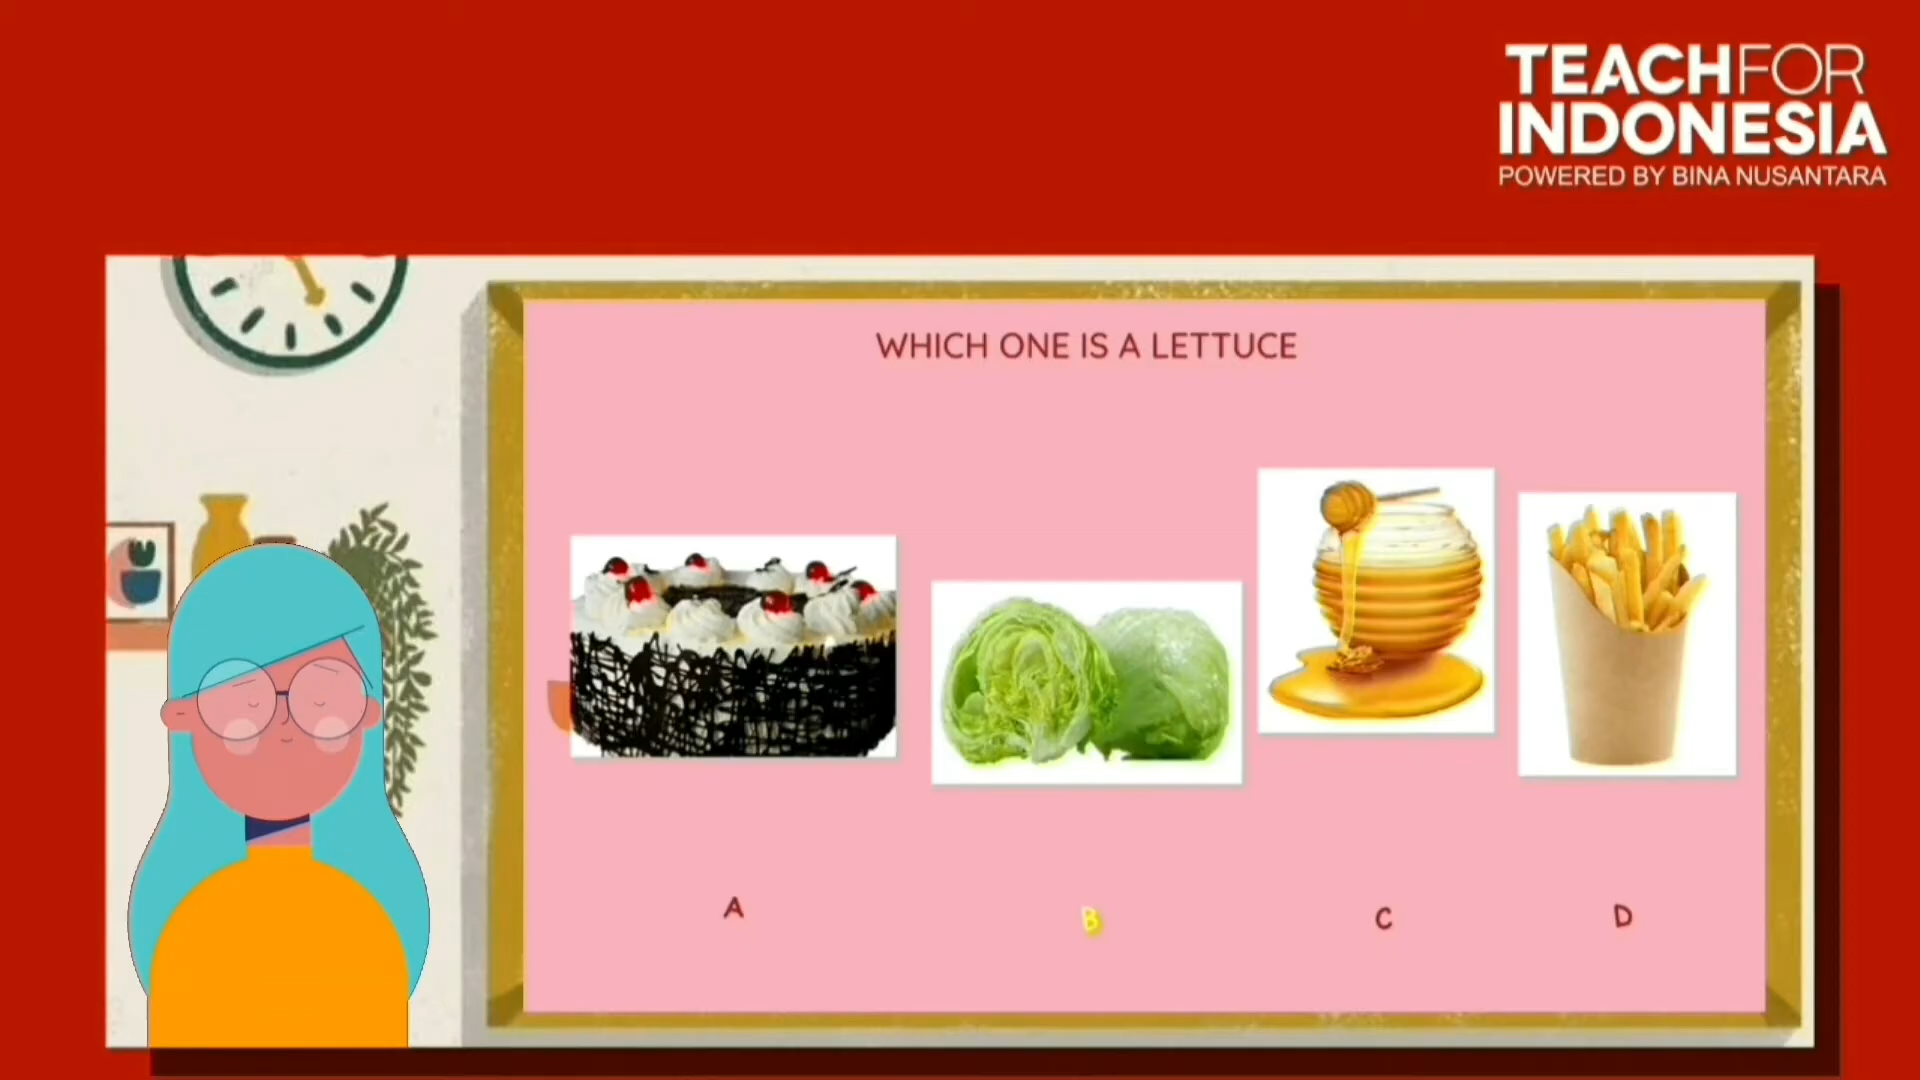 TEACHFOR
INDONESIA
POWERED BY BINA NUSANTARA
WHICH ONE IS A LETTUCE
A
B
C
D